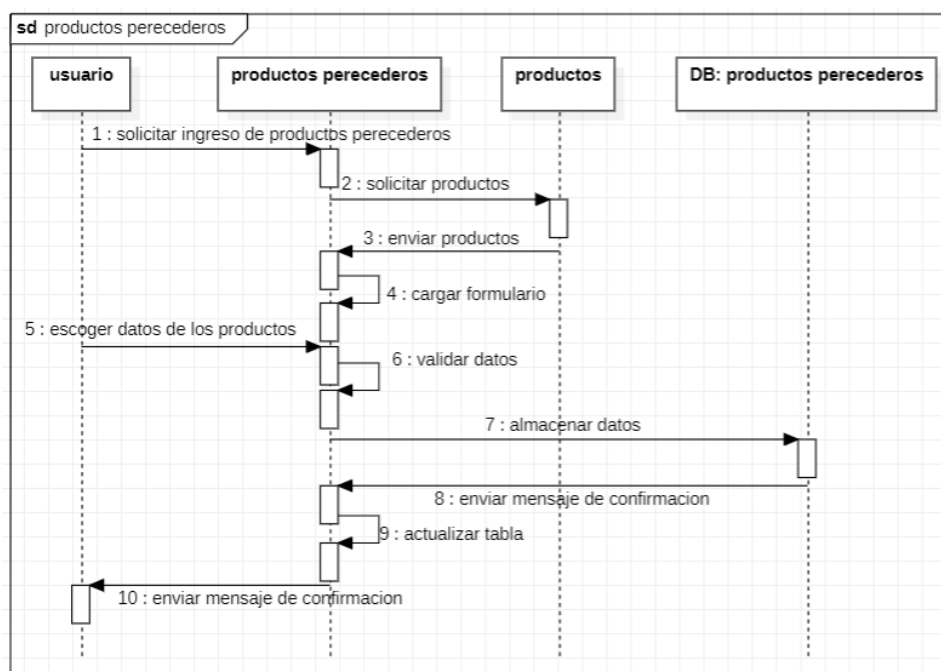 sd productos perecederos
usuario
productos perecederos
productos
DB: productos perecederos
1 : solicitar ingreso de productos perecederos
2 : solicitar productos
3 : enviar productos
4 : cargar formulario
5 : escoger datos de los productos
6 : validar datos
7 : almacenar datos
8 : enviar mensaje de confirmacion
9 : actualizar tabla
10 : enviar mensaje de confirmacion